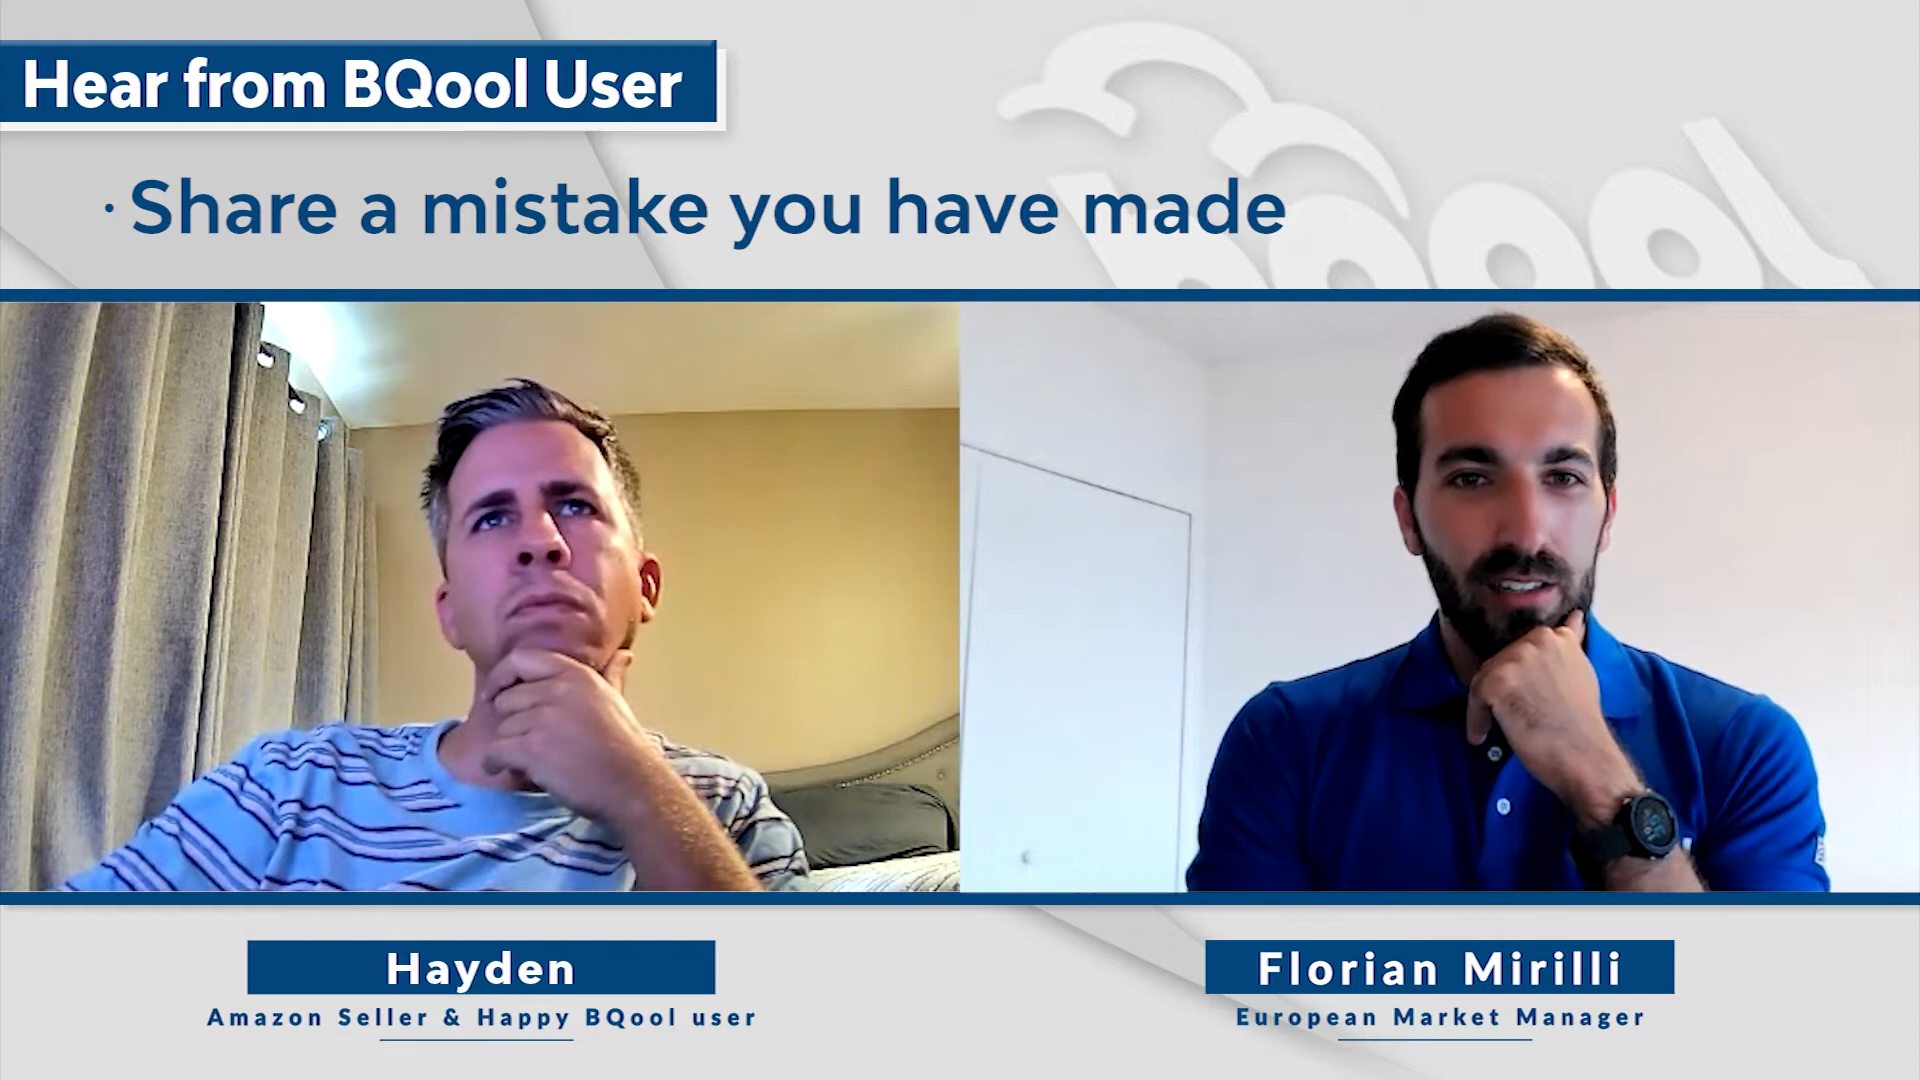 Hear from BQool User
· Share a mistake you have made
bqool
Hayden
Florian Mirilli
Amazon Seller & Happy BQool user
European Market Manager